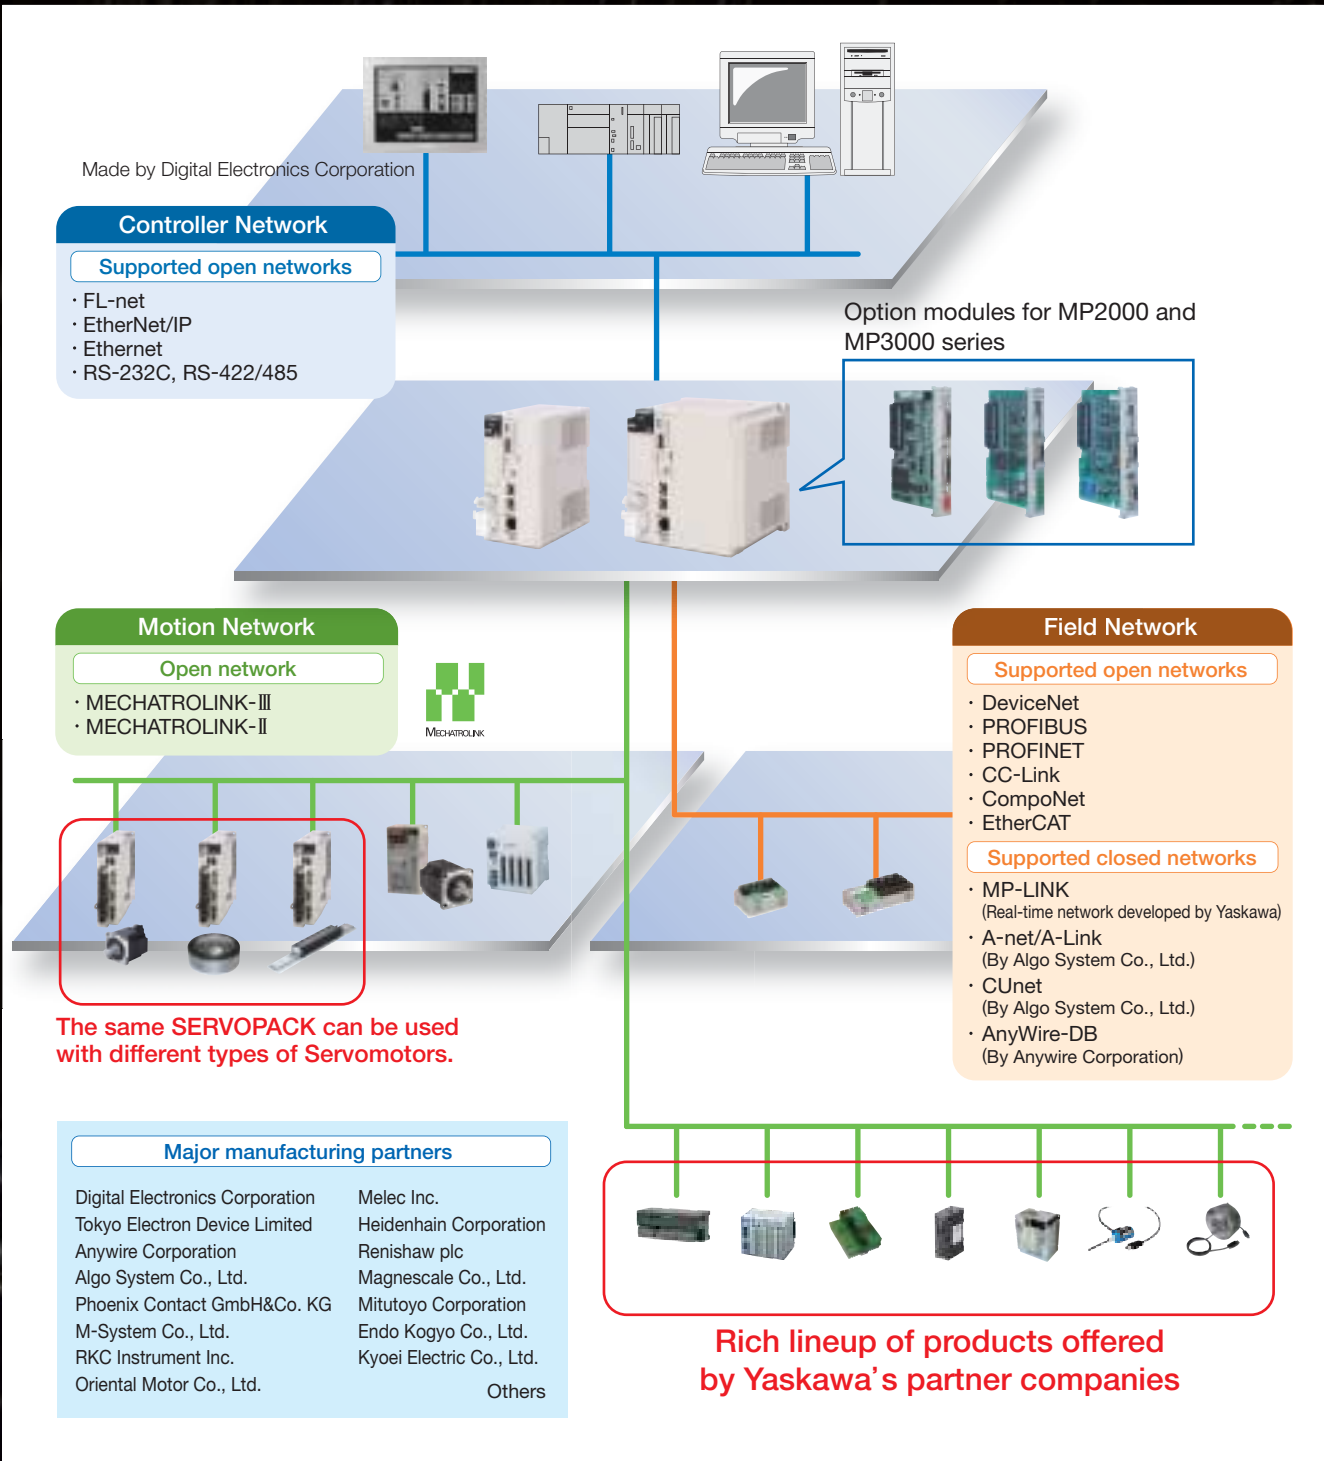 Made by Digital Electronics Corporation
Controller Network
Supported open networks
· FL-net
· EtherNet/IP
· Ethernet
· RS-232C, RS-422/485
Option modules for MP2000 and
MP3000 series
Motion Network
Open network
· MECHATROLINK-Ⅲ
· MECHATROLINK-Ⅱ
MECHATROLINK
Field Network
Supported open networks
· DeviceNet
· PROFIBUS
· PROFINET
· CC-Link
· CompoNet
· EtherCAT
Supported closed networks
· MP-LINK
(Real-time network developed by Yaskawa)
· A-net/A-Link
(By Algo System Co., Ltd.)
· CUnet
(By Algo System Co., Ltd.)
· AnyWire-DB
(By Anywire Corporation)
The same SERVOPACK can be used
with different types of Servomotors.
Major manufacturing partners
Digital Electronics Corporation
Tokyo Electron Device Limited
Anywire Corporation
Algo System Co., Ltd.
Phoenix Contact GmbH&Co. KG
M-System Co., Ltd.
RKC Instrument Inc.
Oriental Motor Co., Ltd.
Melec Inc.
Heidenhain Corporation
Renishaw plc
Magnescale Co., Ltd.
Mitutoyo Corporation
Endo Kogyo Co., Ltd.
Kyoei Electric Co., Ltd.
Others
Rich lineup of products offered
by Yaskawa's partner companies